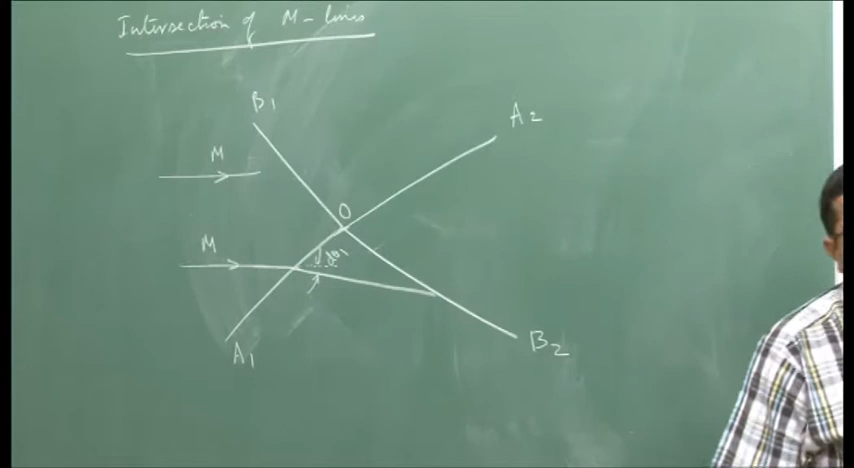 Intersection of M-lines
B1
A2
M
O
M
A1
B2